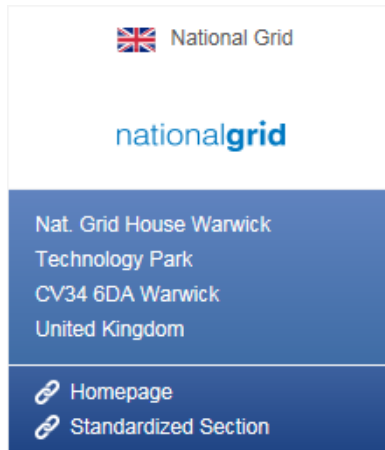 National Grid
nationalgrid
Nat. Grid House Warwick
Technology Park
CV34 6DA Warwick
United Kingdom
Homepage
Standardized Section